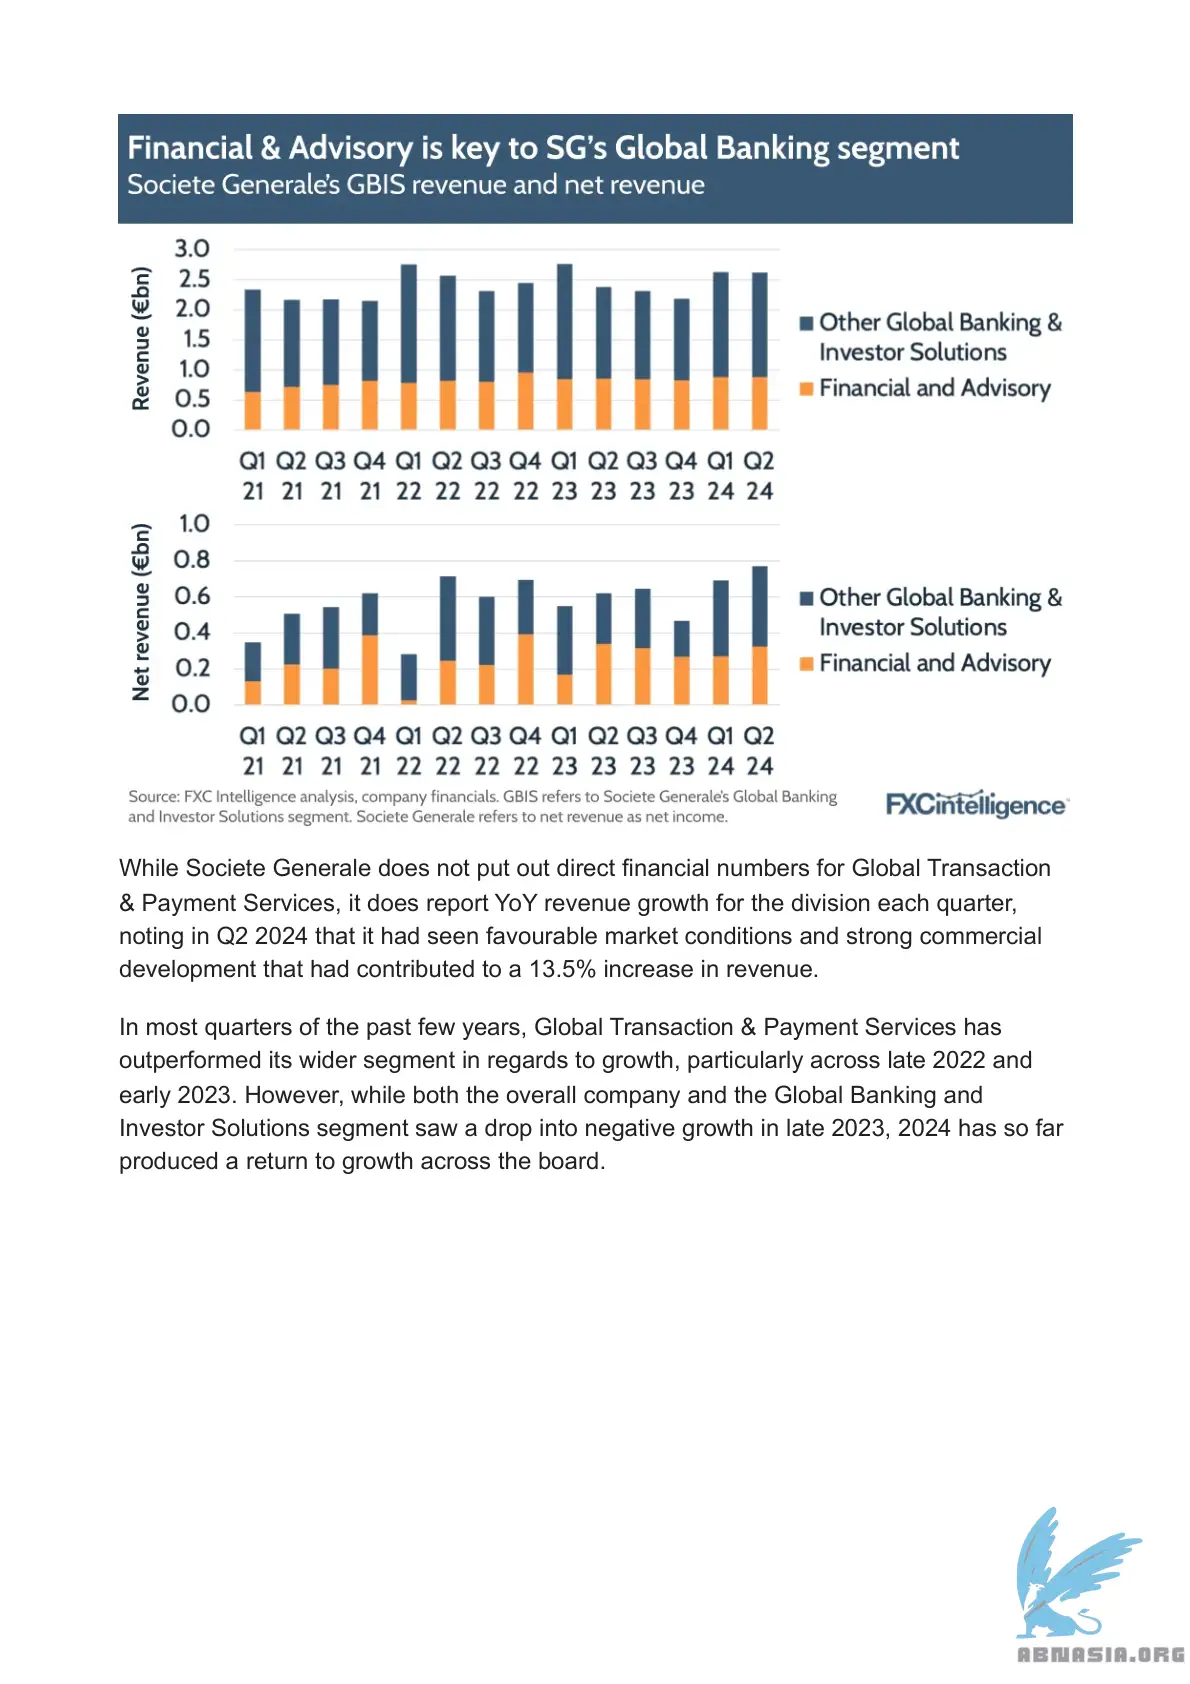 Financial & Advisory is key to SG’s Global Banking segment
Societe Generale’s GBIS revenue and net revenue
Revenue (€bn)
3.0
2.5
2.0
1.5
1.0
0.5
0.0
Q1 Q2 Q3 Q4 Q1 Q2 Q3 Q4 Q1 Q2 Q3 Q4 Q1 Q2
21 21 21 21 22 22 22 22 23 23 23 23 24 24
Other Global Banking &
Investor Solutions
Financial and Advisory
Net revenue (€bn)
1.0
0.8
0.6
0.4
0.2
0.0
Q1 Q2 Q3 Q4 Q1 Q2 Q3 Q4 Q1 Q2 Q3 Q4 Q1 Q2
21 21 21 21 22 22 22 22 23 23 23 23 24 24
Other Global Banking &
Investor Solutions
Financial and Advisory
Source: FXC Intelligence analysis, company financials. GBIS refers to Societe Generale’s Global Banking
and Investor Solutions segment. Societe Generale refers to net revenue as net income.
FXCintelligence™
While Societe Generale does not put out direct financial numbers for Global Transaction
& Payment Services, it does report YoY revenue growth for the division each quarter,
noting in Q2 2024 that it had seen favourable market conditions and strong commercial
development that had contributed to a 13.5% increase in revenue.
In most quarters of the past few years, Global Transaction & Payment Services has
outperformed its wider segment in regards to growth, particularly across late 2022 and
early 2023. However, while both the overall company and the Global Banking and
Investor Solutions segment saw a drop into negative growth in late 2023, 2024 has so far
produced a return to growth across the board.
ABNASIA.ORG